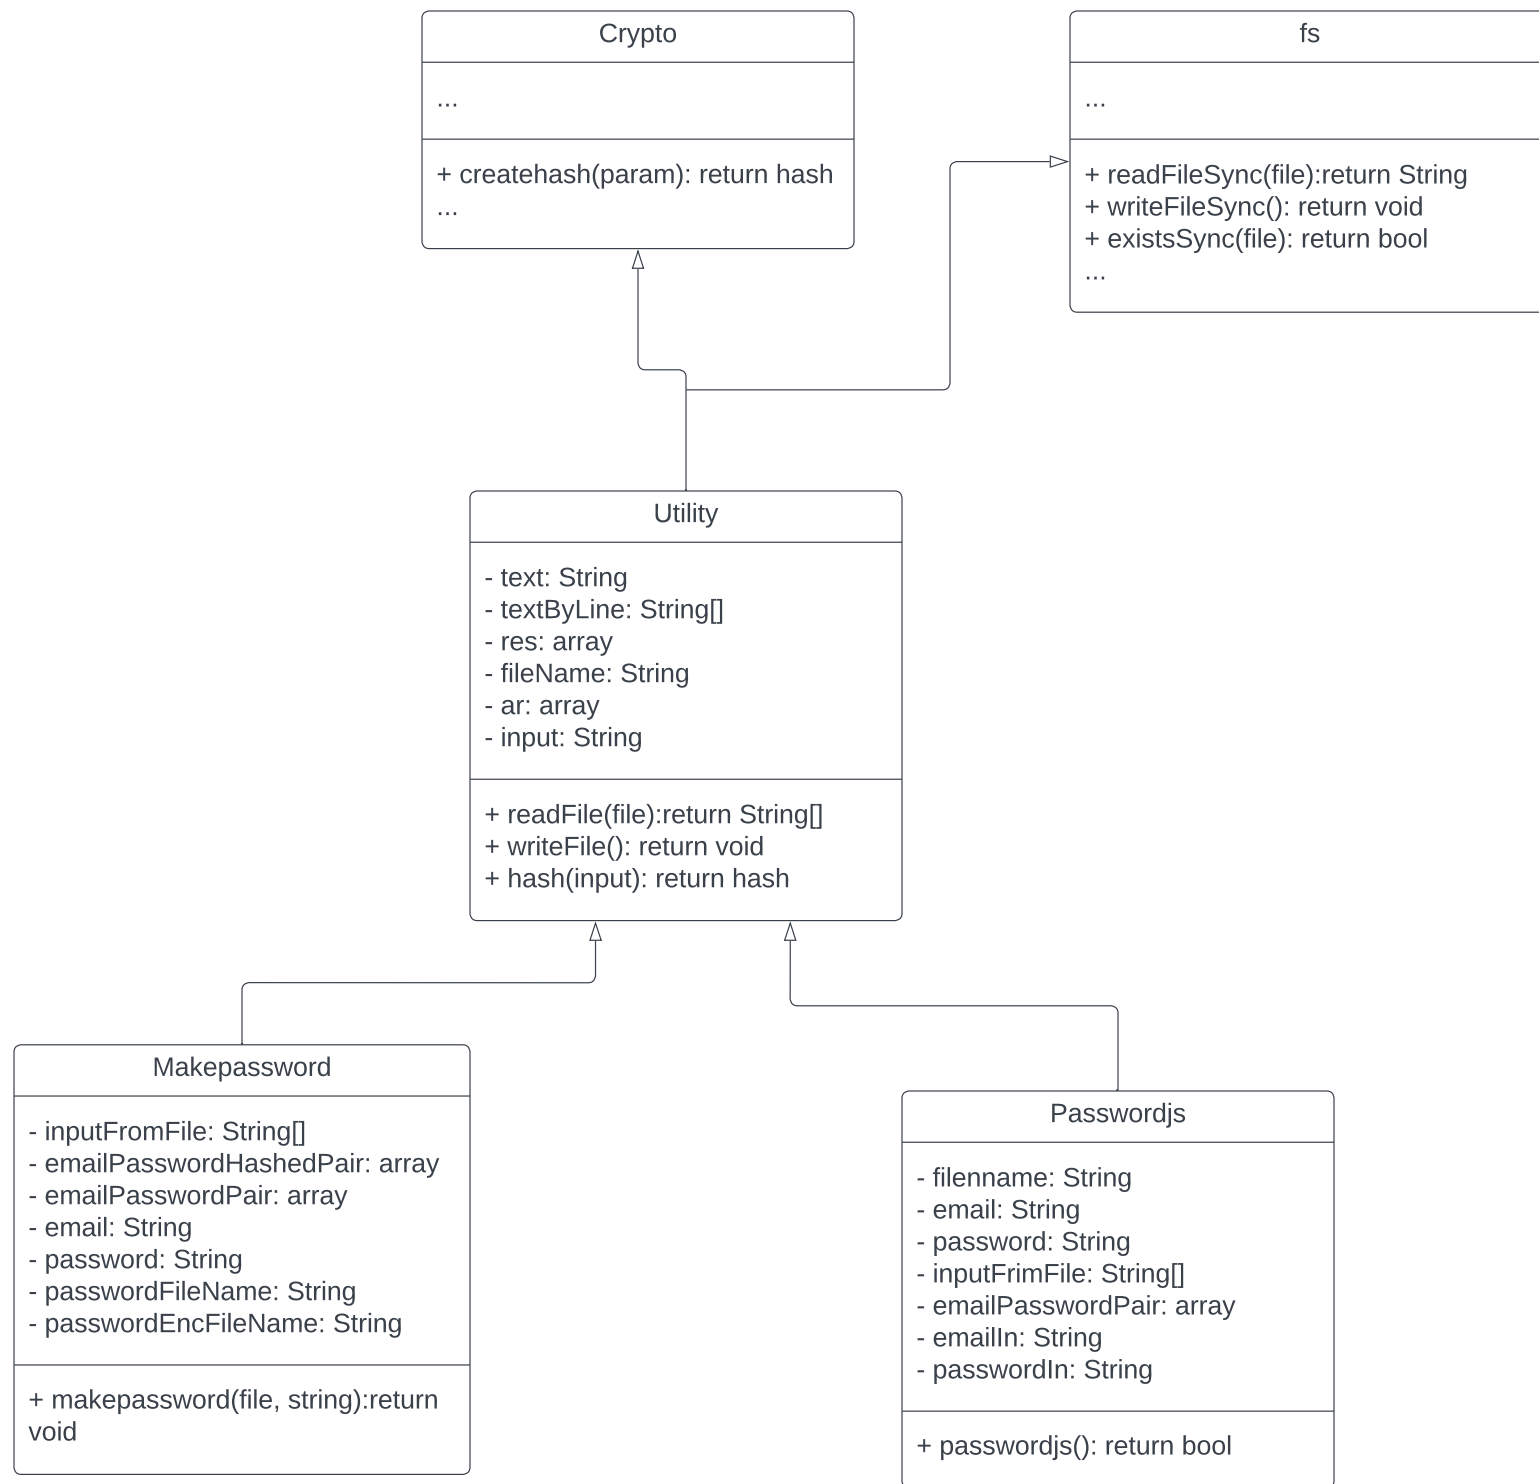 Crypto
...
+ createhash(param): return hash
...
fs
...
+ readFileSync(file):return String
+ writeFileSync(): return void
+ existsSync(file): return bool
...
Utility
- text: String
- textByLine: String[]
- res: array
- fileName: String
- ar: array
- input: String
+ readFile(file):return String[]
+ writeFile(): return void
+ hash(input): return hash
Makepassword
- inputFromFile: String[]
- emailPasswordHashedPair: array
- emailPasswordPair: array
- email: String
- password: String
- passwordFileName: String
- passwordEncFileName: String
+ makepassword(file, string):return
void
Passwordjs
- filenname: String
- email: String
- password: String
- inputFrimFile: String[]
- emailPasswordPair: array
- emailIn: String
- passwordIn: String
+ passwordjs(): return bool